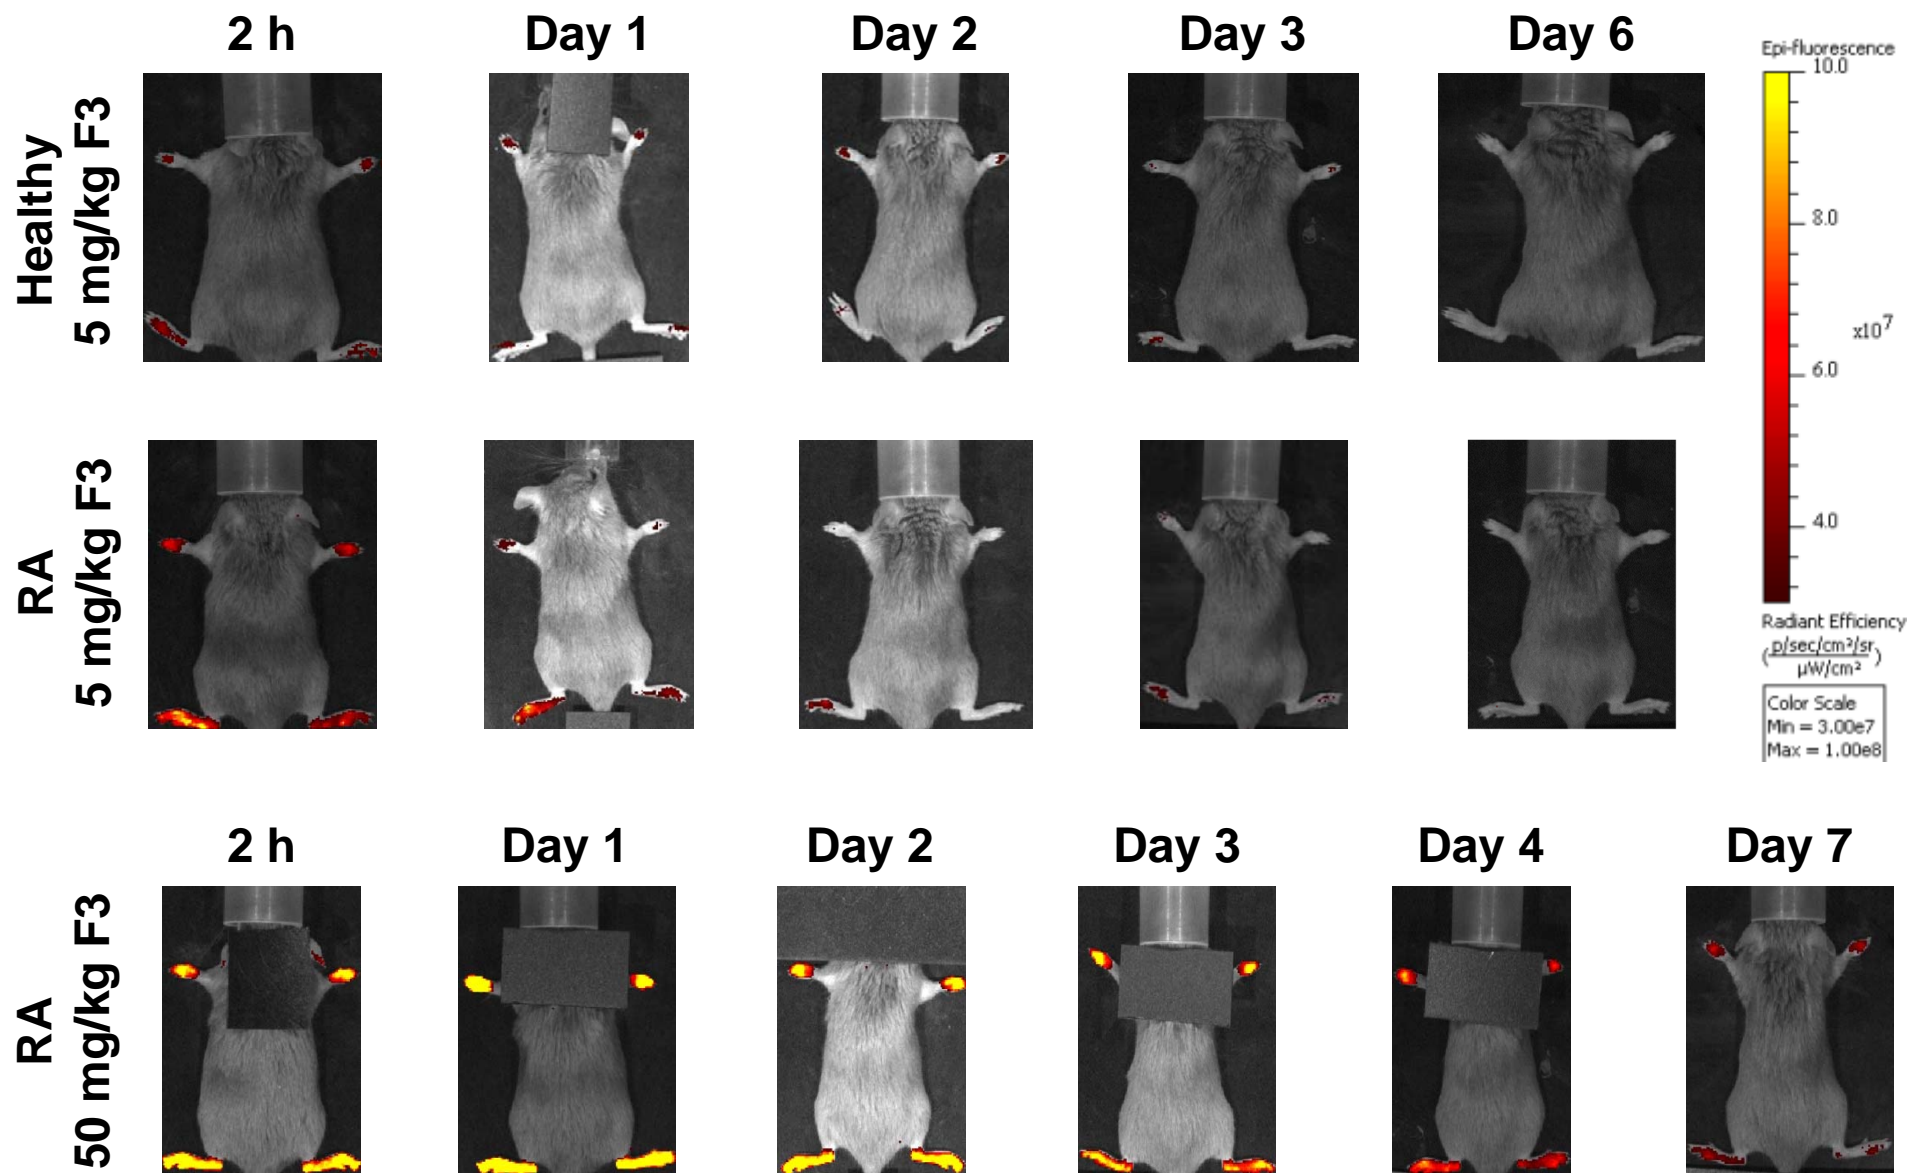 2 h Day 1 Day 2 Day 3 Day 6
Healthy
5 mg/kg F3
Epi-fluorescence
10.0
8.0
x10⁷
6.0
4.0
Radiant Efficiency
(p/sec/cm²/sr
µW/cm²)
Color Scale
Min = 3.00e7
Max = 1.00e8
RA
5 mg/kg F3
2 h Day 1 Day 2 Day 3 Day 4 Day 7
RA
50 mg/kg F3